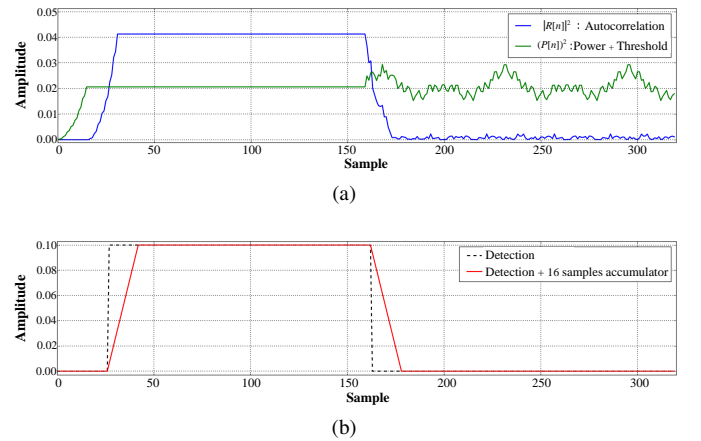 0.05
0.04
0.03
0.02
0.01
0.00
Amplitude
|R[n]|² : Autocorrelation
(P[n])² :Power + Threshold
0 50 100 150 200 250 300
Sample
(a)
0.10
0.08
0.06
0.04
0.02
0.00
Amplitude
Detection
Detection + 16 samples accumulator
0 50 100 150 200 250 300
Sample
(b)